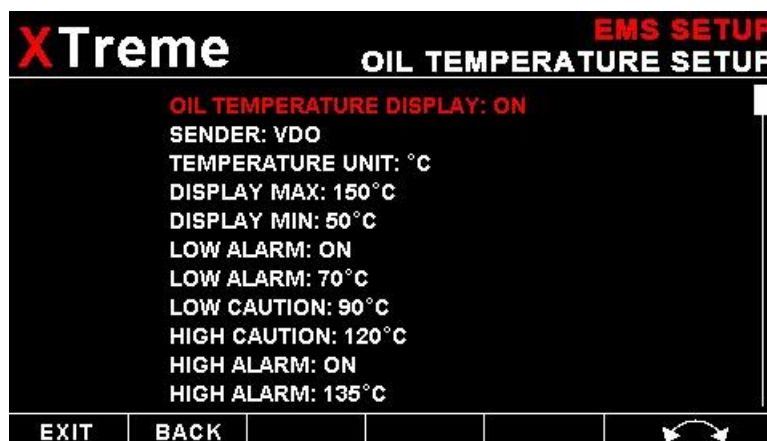 XTreme
EMS SETUP
OIL TEMPERATURE SETUP
OIL TEMPERATURE DISPLAY: ON
SENDER: VDO
TEMPERATURE UNIT: °C
DISPLAY MAX: 150°C
DISPLAY MIN: 50°C
LOW ALARM: ON
LOW ALARM: 70°C
LOW CAUTION: 90°C
HIGH CAUTION: 120°C
HIGH ALARM: ON
HIGH ALARM: 135°C
EXIT BACK